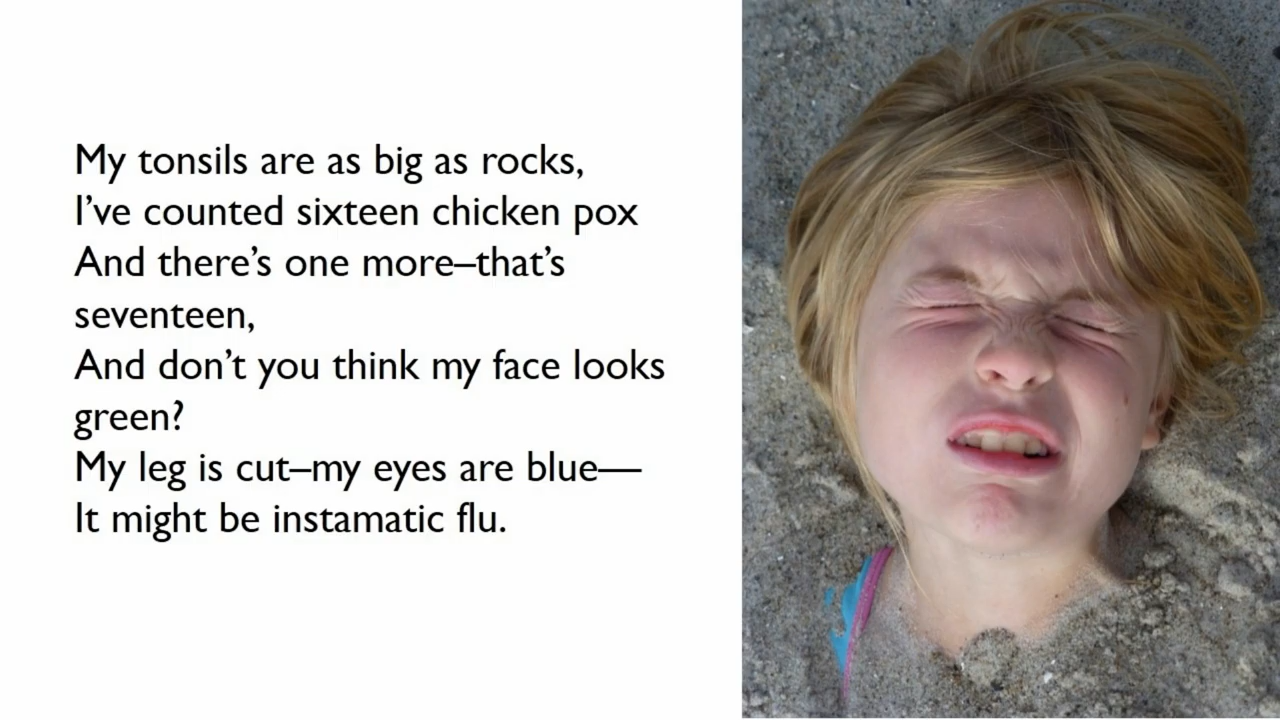 My tonsils are as big as rocks,
I’ve counted sixteen chicken pox
And there’s one more–that’s
seventeen,
And don’t you think my face looks
green?
My leg is cut–my eyes are blue—
It might be instamatic flu.